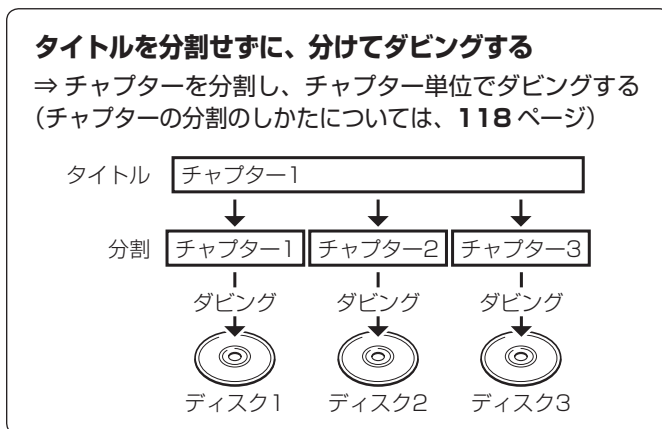 タイトルを分割せずに、分けてダビングする
⇒ チャプターを分割し、チャプター単位でダビングする
(チャプターの分割のしかたについては、118 ページ)
タイトル チャプター1
分割 チャプター1 チャプター2 チャプター3
ダビング ダビング ダビング
ディスク1 ディスク2 ディスク3